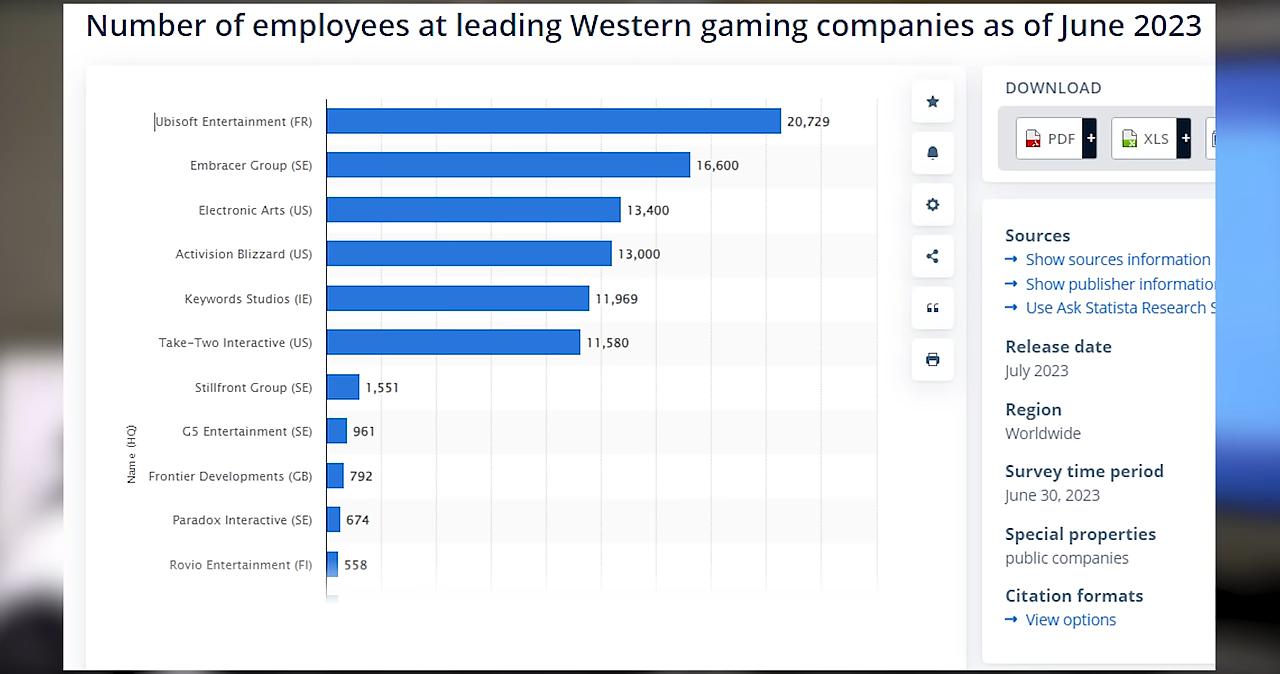 Number of employees at leading Western gaming companies as of June 2023
Name (HQ)
Ubisoft Entertainment (FR) 20,729
Embracer Group (SE) 16,600
Electronic Arts (US) 13,400
Activision Blizzard (US) 13,000
Keywords Studios (IE) 11,969
Take-Two Interactive (US) 11,580
Stillfront Group (SE) 1,551
G5 Entertainment (SE) 961
Frontier Developments (GB) 792
Paradox Interactive (SE) 674
Rovio Entertainment (FI) 558
DOWNLOAD
PDF + XLS +
Sources
→ Show sources information
→ Show publisher informatio
→ Use Ask Statista Research S
Release date
July 2023
Region
Worldwide
Survey time period
June 30, 2023
Special properties
public companies
Citation formats
→ View options